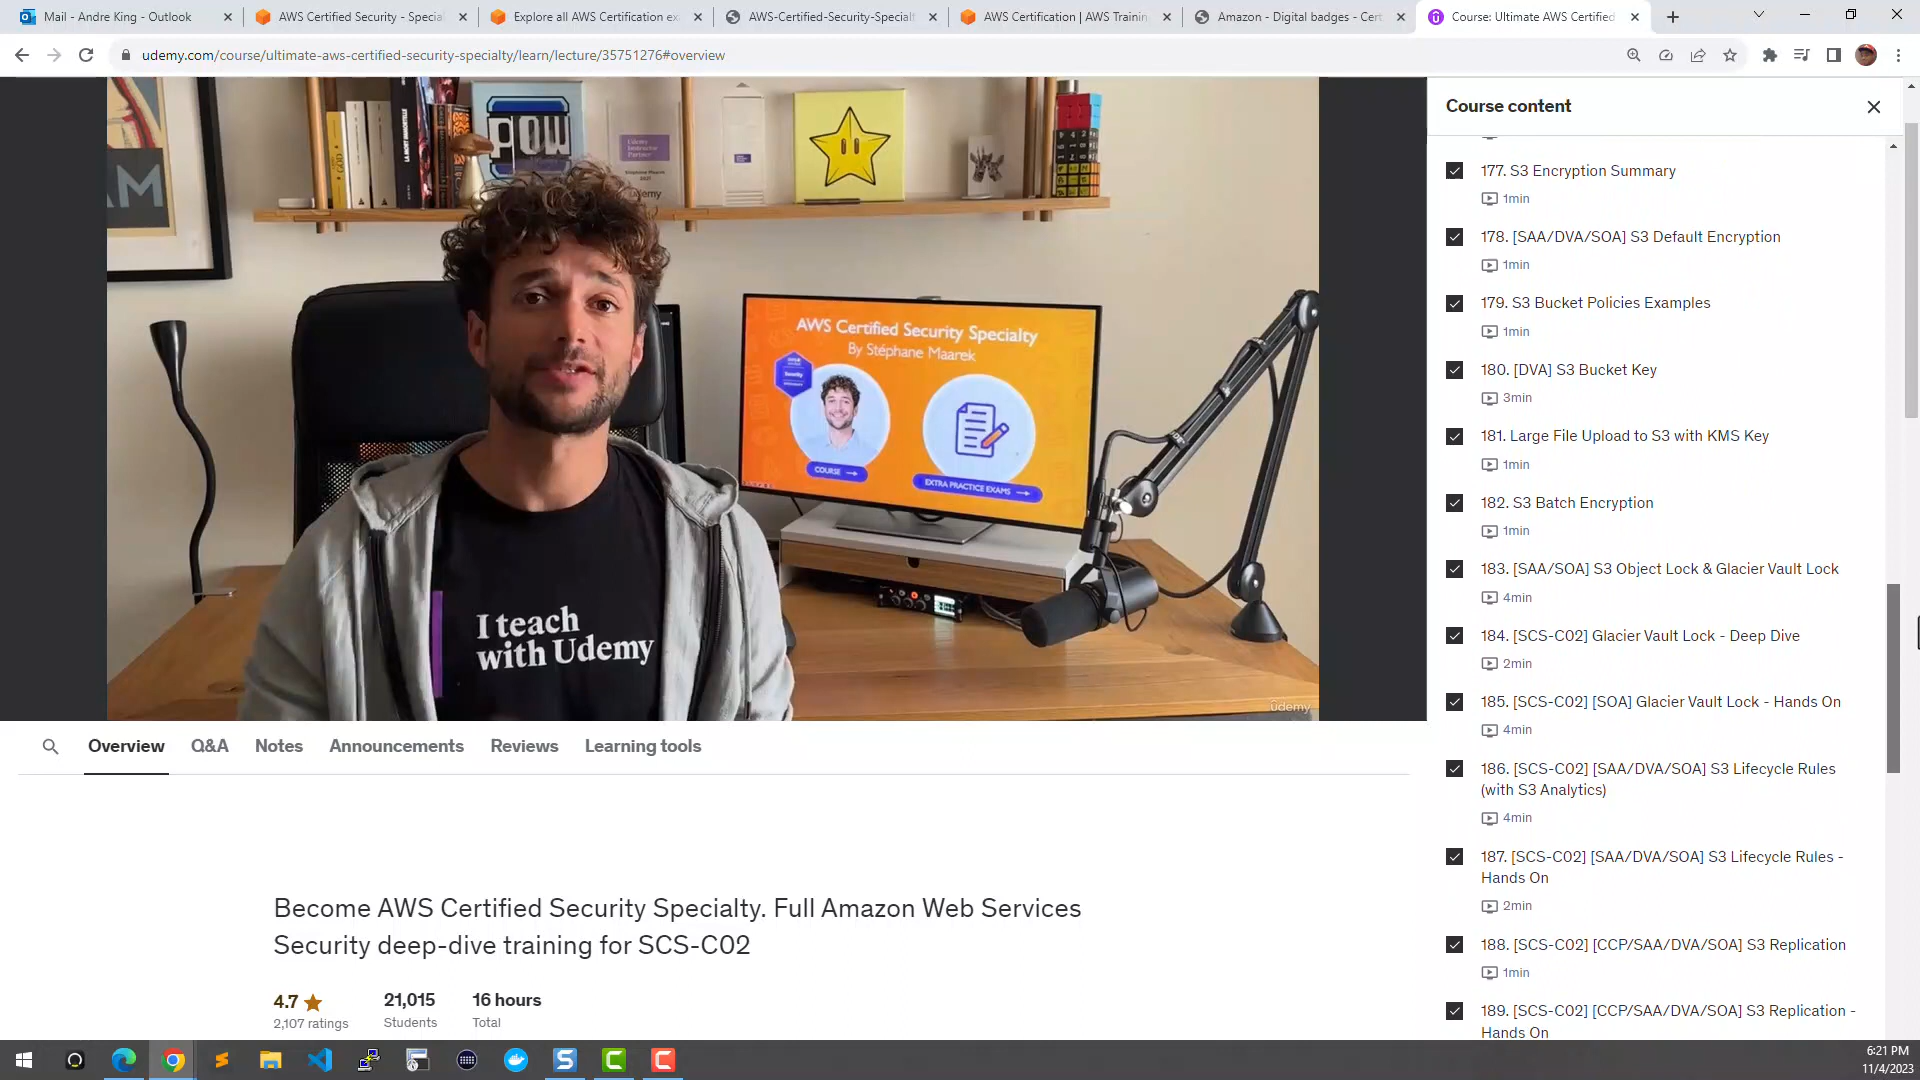 Mail - Andre King - Outlook
AWS Certified Security - Special
Explore all AWS Certification ex
AWS-Certified-Security-Specialt
AWS Certification | AWS Trainin
Amazon - Digital badges - Cert
Course: Ultimate AWS Certified
udemy.com/course/ultimate-aws-certified-security-specialty/learn/lecture/35751276#overview
POW
AWS Certified Security Specialty
By Stéphane Maarek
COURSE
EXTRA PRACTICE EXAMS
I teach
with Udemy
ûdemy
Overview
Q&A
Notes
Announcements
Reviews
Learning tools
Become AWS Certified Security Specialty. Full Amazon Web Services
Security deep-dive training for SCS-C02
4.7
2,107 ratings
21,015
Students
16 hours
Total
Course content
177. S3 Encryption Summary
1min
178. [SAA/DVA/SOA] S3 Default Encryption
1min
179. S3 Bucket Policies Examples
1min
180. [DVA] S3 Bucket Key
3min
181. Large File Upload to S3 with KMS Key
1min
182. S3 Batch Encryption
1min
183. [SAA/SOA] S3 Object Lock & Glacier Vault Lock
4min
184. [SCS-C02] Glacier Vault Lock - Deep Dive
2min
185. [SCS-C02] [SOA] Glacier Vault Lock - Hands On
4min
186. [SCS-C02] [SAA/DVA/SOA] S3 Lifecycle Rules
(with S3 Analytics)
4min
187. [SCS-C02] [SAA/DVA/SOA] S3 Lifecycle Rules -
Hands On
2min
188. [SCS-C02] [CCP/SAA/DVA/SOA] S3 Replication
1min
189. [SCS-C02] [CCP/SAA/DVA/SOA] S3 Replication -
Hands On
6:21 PM
11/4/2023